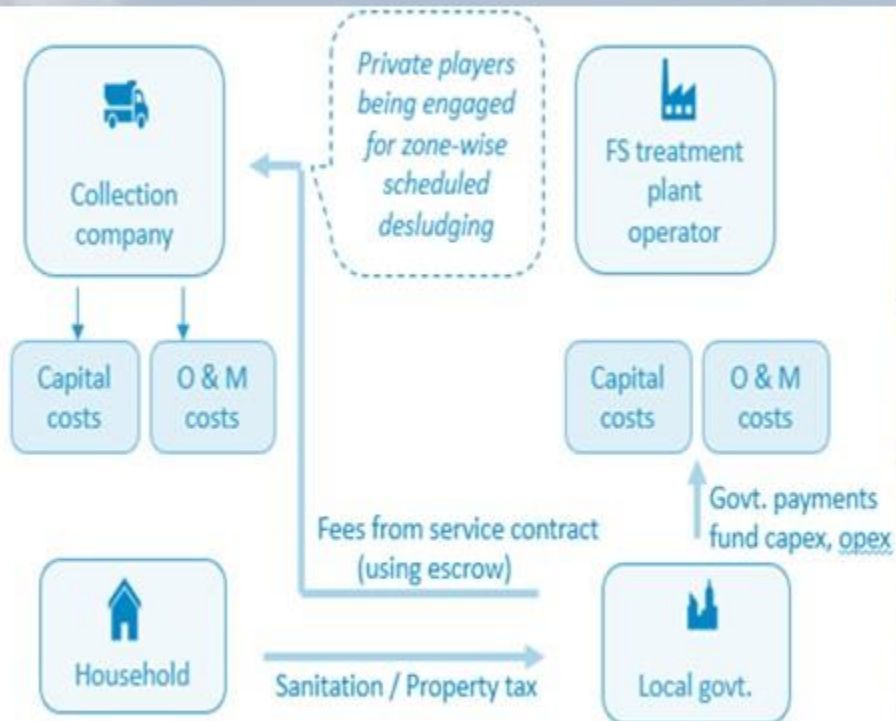 Collection
company
Private players
being engaged
for zone-wise
scheduled
desludging
FS treatment
plant
operator
Capital
costs
O & M
costs
Capital
costs
O & M
costs
Govt. payments
fund capex, opex
Fees from service contract
(using escrow)
Household
Sanitation / Property tax
Local govt.